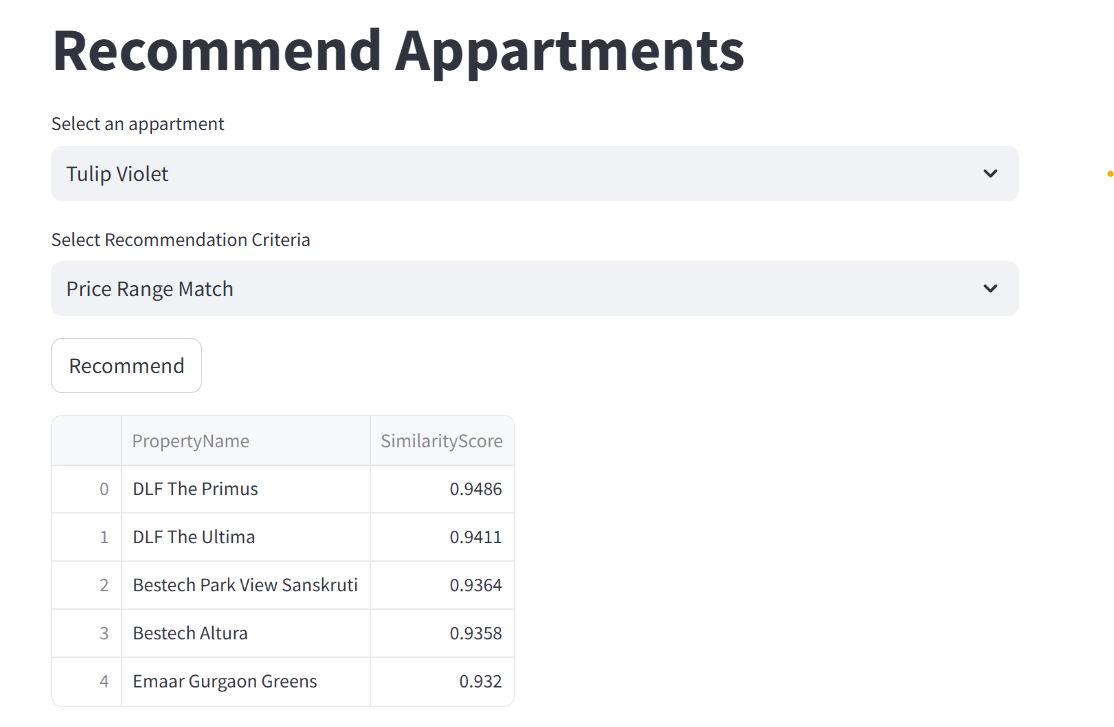 Recommend Appartments
Select an appartment
Tulip Violet
Select Recommendation Criteria
Price Range Match
Recommend
PropertyName SimilarityScore
0 DLF The Primus 0.9486
1 DLF The Ultima 0.9411
2 Bestech Park View Sanskruti 0.9364
3 Bestech Altura 0.9358
4 Emaar Gurgaon Greens 0.932